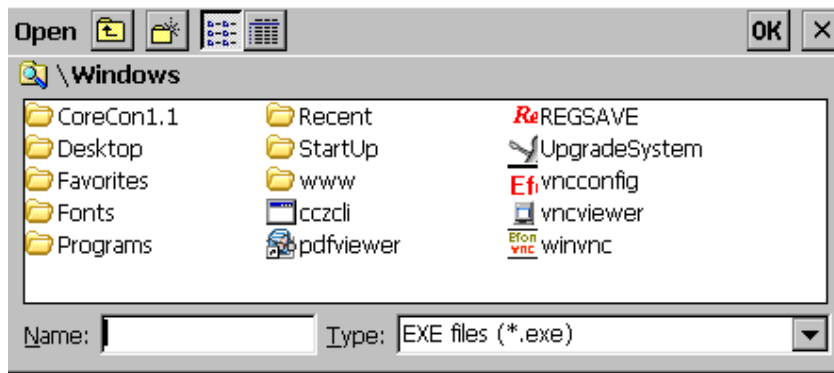 Open OK ×
\Windows
CoreCon1.1 Recent REGSAVE
Desktop StartUp UpgradeSystem
Favorites www vncconfig
Fonts cczcli vncviewer
Programs pdfviewer winvnc
Name: Type: EXE files (*.exe)